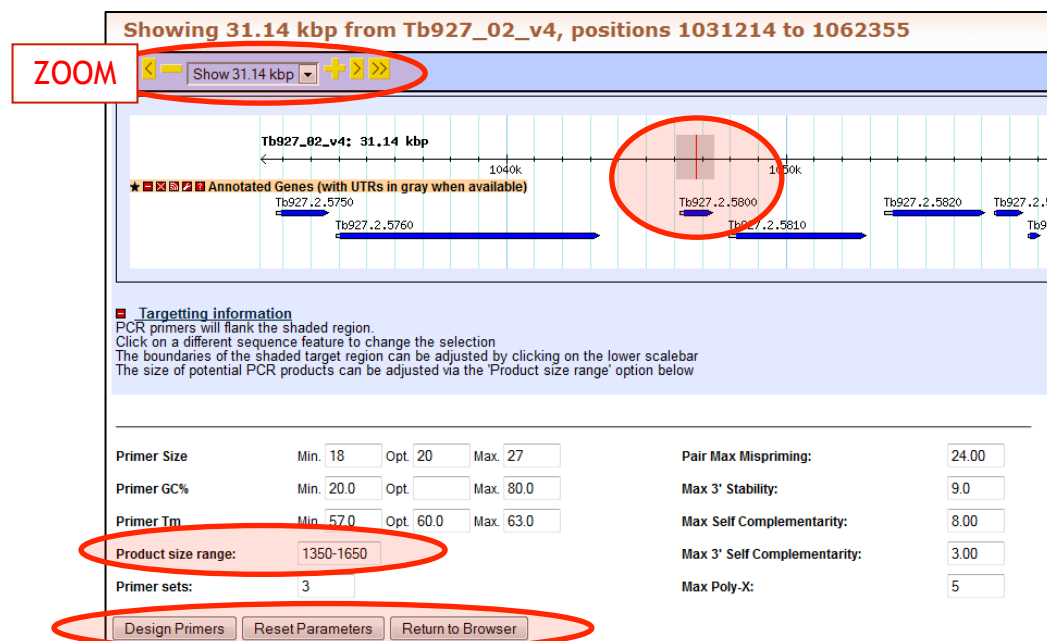 Showing 31.14 kbp from Tb927_02_v4, positions 1031214 to 1062355
ZOOM
< Show 31.14 kbp > >>
Tb927_02_v4: 31.14 kbp
1040k 1050k
Annotated Genes (with UTRs in gray when available)
Tb927.2.5750 Tb927.2.5800 Tb927.2.5820 Tb927.2.5
Tb927.2.5760 Tb927.2.5810 Tb9
Targetting information
PCR primers will flank the shaded region.
Click on a different sequence feature to change the selection
The boundaries of the shaded target region can be adjusted by clicking on the lower scalebar
The size of potential PCR products can be adjusted via the 'Product size range' option below
Primer Size Min. 18 Opt. 20 Max. 27 Pair Max Mispriming: 24.00
Primer GC% Min. 20.0 Opt. Max. 80.0 Max 3' Stability: 9.0
Primer Tm Min. 57.0 Opt. 60.0 Max. 63.0 Max Self Complementarity: 8.00
Product size range: 1350-1650 Max 3' Self Complementarity: 3.00
Primer sets: 3 Max Poly-X: 5
Design Primers Reset Parameters Return to Browser